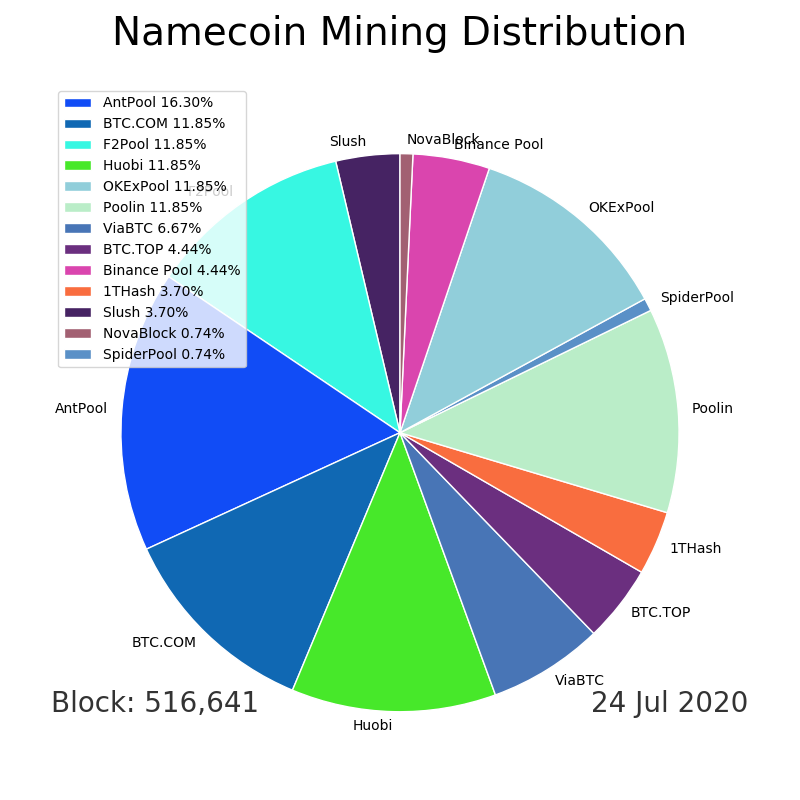 Namecoin Mining Distribution
AntPool 16.30%
BTC.COM 11.85%
F2Pool 11.85%
Huobi 11.85%
OKExPool 11.85%
Poolin 11.85%
ViaBTC 6.67%
BTC.TOP 4.44%
Binance Pool 4.44%
1THash 3.70%
Slush 3.70%
NovaBlock 0.74%
SpiderPool 0.74%
Slush
NovaBlock
Binance Pool
F2Pool
OKExPool
SpiderPool
AntPool
Poolin
1THash
BTC.TOP
BTC.COM
ViaBTC
Huobi
Block: 516,641
24 Jul 2020